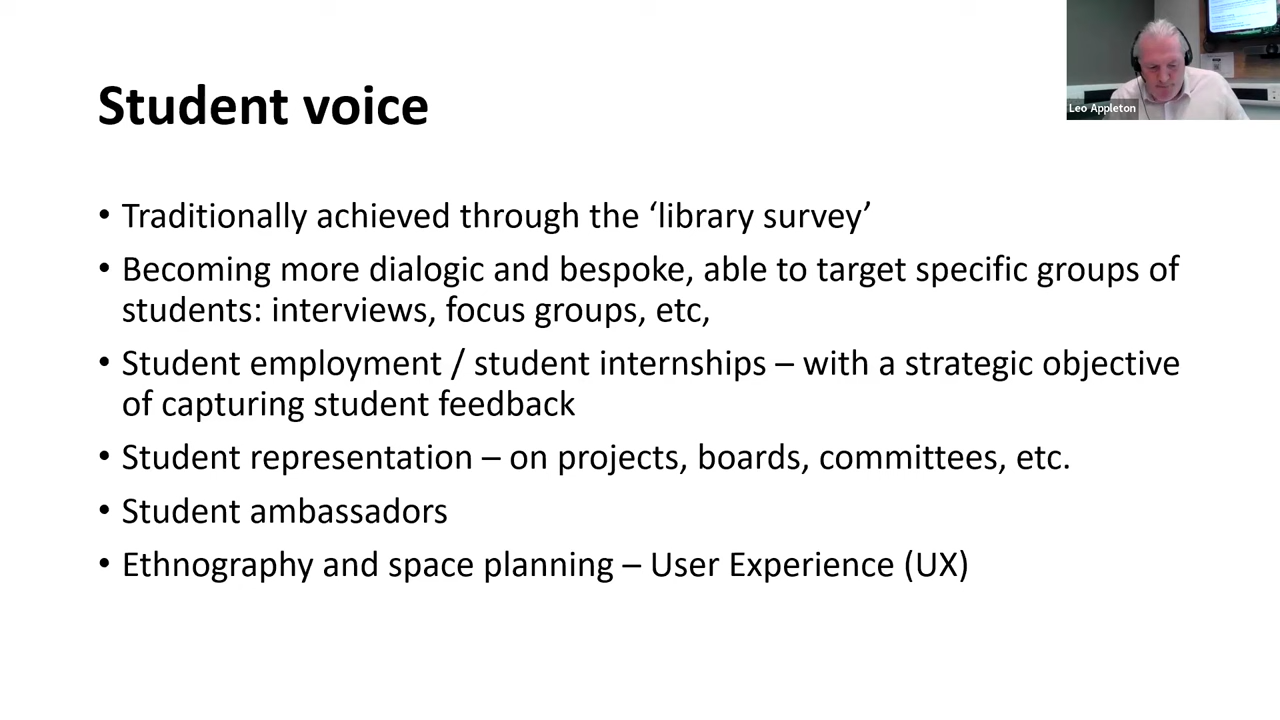 Student voice
Leo Appleton
• Traditionally achieved through the ‘library survey’
• Becoming more dialogic and bespoke, able to target specific groups of
students: interviews, focus groups, etc,
• Student employment / student internships – with a strategic objective
of capturing student feedback
• Student representation – on projects, boards, committees, etc.
• Student ambassadors
• Ethnography and space planning – User Experience (UX)